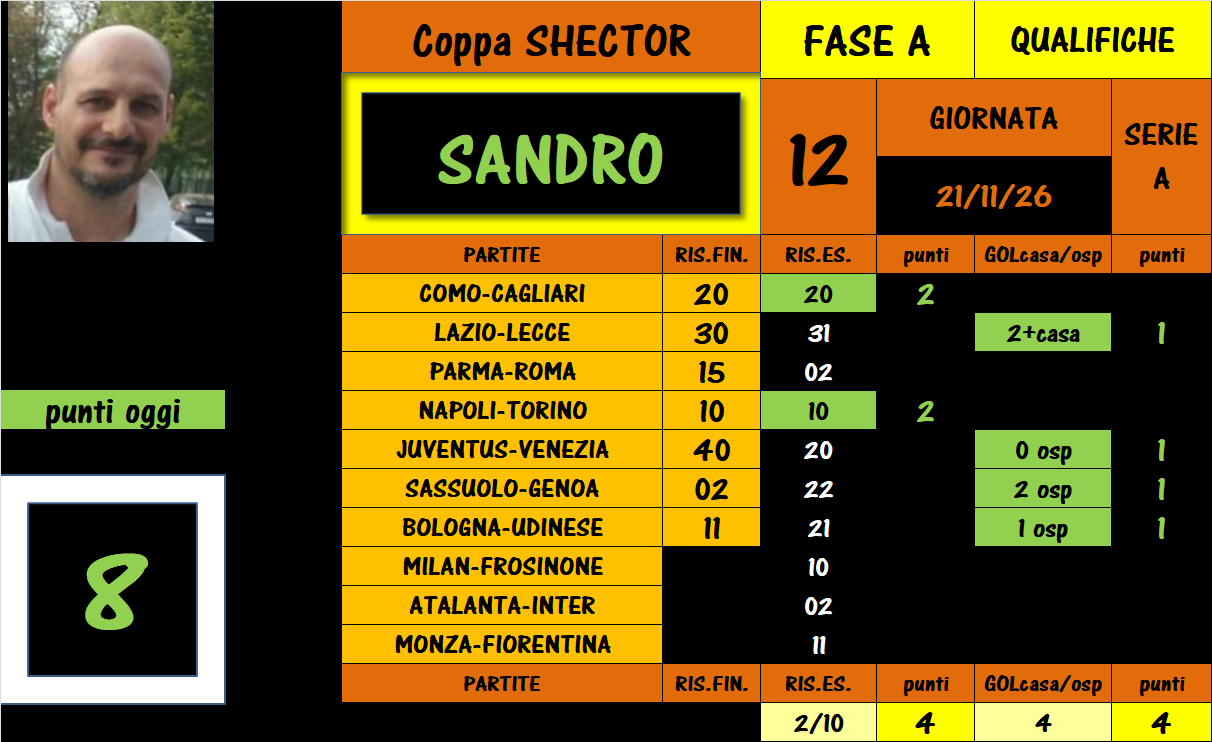 Coppa SHECTOR FASE A QUALIFICHE
SANDRO 12 GIORNATA SERIE A
21/11/26
PARTITE RIS.FIN. RIS.ES. punti GOLcasa/osp punti
COMO-CAGLIARI 20 20 2
LAZIO-LECCE 30 31 2+casa 1
PARMA-ROMA 15 02
punti oggi
NAPOLI-TORINO 10 10 2
JUVENTUS-VENEZIA 40 20 0 osp 1
SASSUOLO-GENOA 02 22 2 osp 1
BOLOGNA-UDINESE 11 21 1 osp 1
8
MILAN-FROSINONE 10
ATALANTA-INTER 02
MONZA-FIORENTINA 11
PARTITE RIS.FIN. RIS.ES. punti GOLcasa/osp punti
2/10 4 4 4